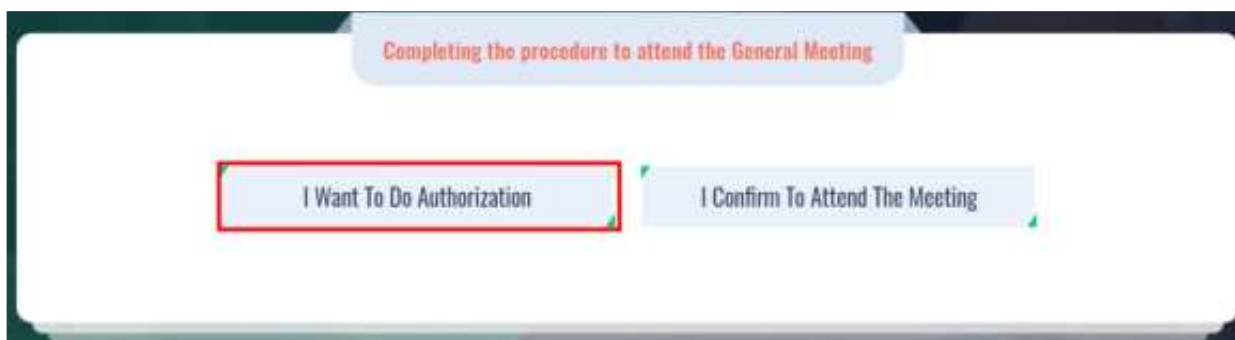 Completing the procedure to attend the General Meeting
I Want To Do Authorization
I Confirm To Attend The Meeting